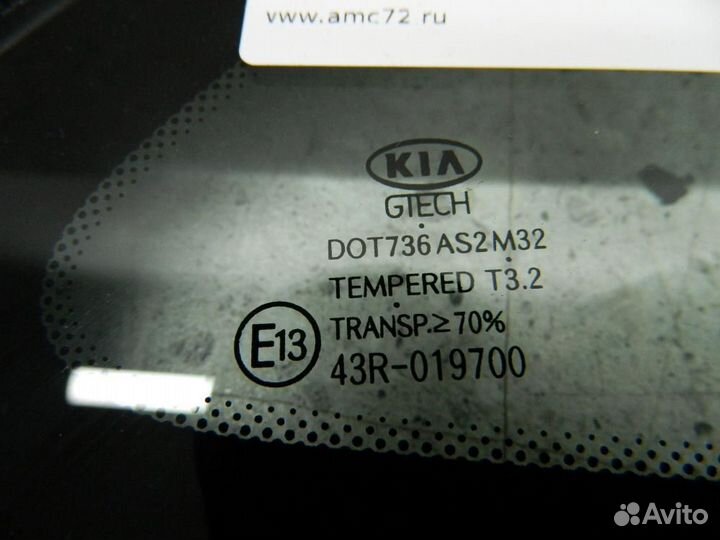 www.amc72 ru
KIA
GTECH
DOT736 AS2 M32
TEMPERED T3.2
TRANSP.≥70%
E13
43R-019700
Avito